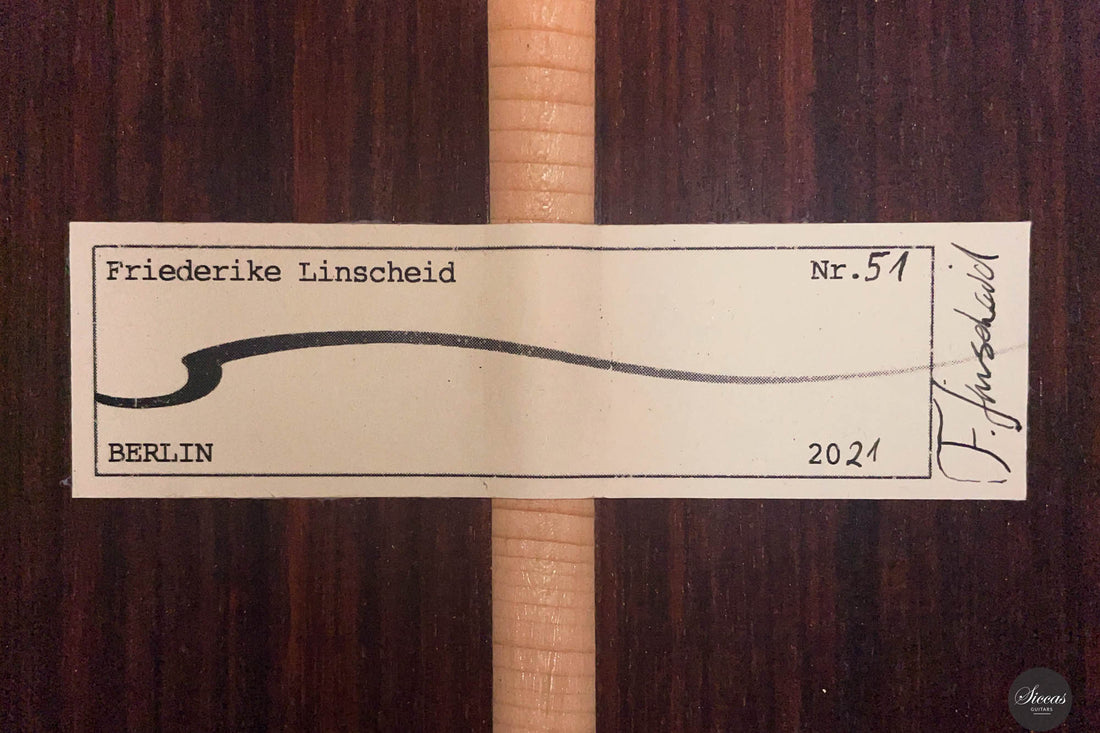 Friederike Linscheid
Nr.51
BERLIN
2021
F. Linscheid
Siccas
GUITARS